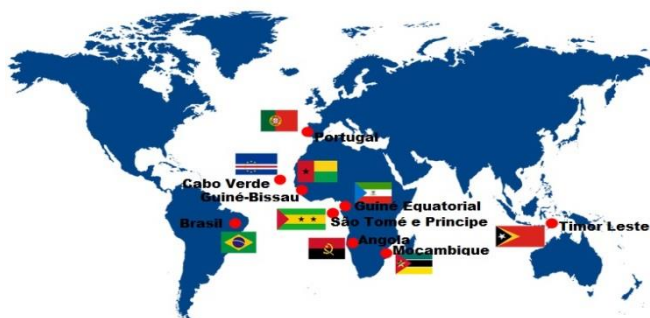 Portugal
Cabo Verde
Guiné-Bissau
Guiné Equatorial
São Tomé e Principe
Brasil
Timor Leste
Angola
Moçambique